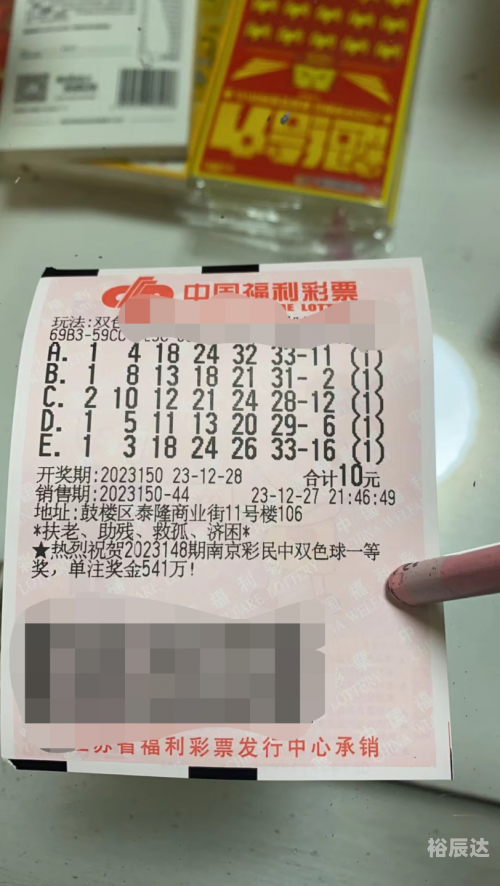 中国福利彩票
玩法:双色
69B3-59C0
A. 1 4 18 24 32 33-11 (1)
B. 1 8 13 18 21 31- 2 (1)
C. 2 10 12 21 24 28-12 (1)
D. 1 5 11 13 20 29- 6 (1)
E. 1 3 18 24 26 33-16 (1)
开奖期:2023150 23-12-28 合计10元
销售期:2023150-44 23-12-27 21:46:49
地址:鼓楼区泰隆商业街11号楼106
*扶老、助残、救孤、济困*
★热烈祝贺2023148期南京彩民中双色球一等
奖，单注奖金541万!
苏省福利彩票发行中心承销
裕辰达